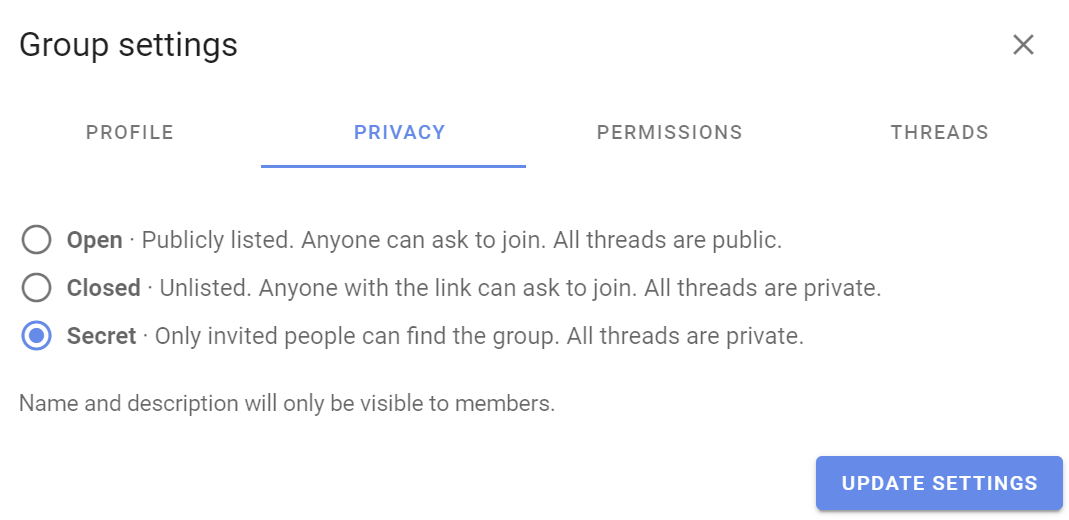 Group settings
PROFILE PRIVACY PERMISSIONS THREADS
Open · Publicly listed. Anyone can ask to join. All threads are public.
Closed · Unlisted. Anyone with the link can ask to join. All threads are private.
Secret · Only invited people can find the group. All threads are private.
Name and description will only be visible to members.
UPDATE SETTINGS